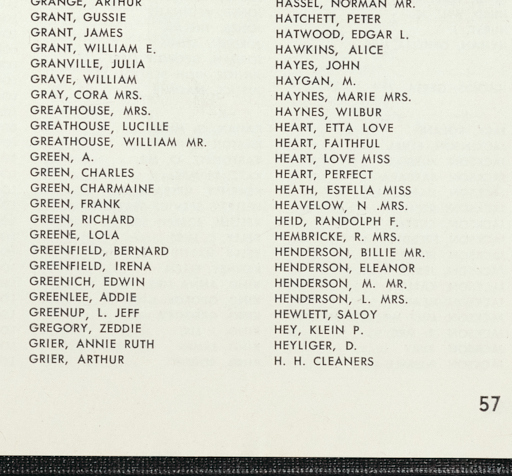 GRANGE, ARTHUR
GRANT, GUSSIE
GRANT, JAMES
GRANT, WILLIAM E.
GRANVILLE, JULIA
GRAVE, WILLIAM
GRAY, CORA MRS.
GREATHOUSE, MRS.
GREATHOUSE, LUCILLE
GREATHOUSE, WILLIAM MR.
GREEN, A.
GREEN, CHARLES
GREEN, CHARMAINE
GREEN, FRANK
GREEN, RICHARD
GREENE, LOLA
GREENFIELD, BERNARD
GREENFIELD, IRENA
GREENICH, EDWIN
GREENLEE, ADDIE
GREENUP, L. JEFF
GREGORY, ZEDDIE
GRIER, ANNIE RUTH
GRIER, ARTHUR
HASSEL, NORMAN MR.
HATCHETT, PETER
HATWOOD, EDGAR L.
HAWKINS, ALICE
HAYES, JOHN
HAYGAN, M.
HAYNES, MARIE MRS.
HAYNES, WILBUR
HEART, ETTA LOVE
HEART, FAITHFUL
HEART, LOVE MISS
HEART, PERFECT
HEATH, ESTELLA MISS
HEAVELOW, N .MRS.
HEID, RANDOLPH F.
HEMBRICKE, R. MRS.
HENDERSON, BILLIE MR.
HENDERSON, ELEANOR
HENDERSON, M. MR.
HENDERSON, L. MRS.
HEWLETT, SALOY
HEY, KLEIN P.
HEYLIGER, D.
H. H. CLEANERS
57